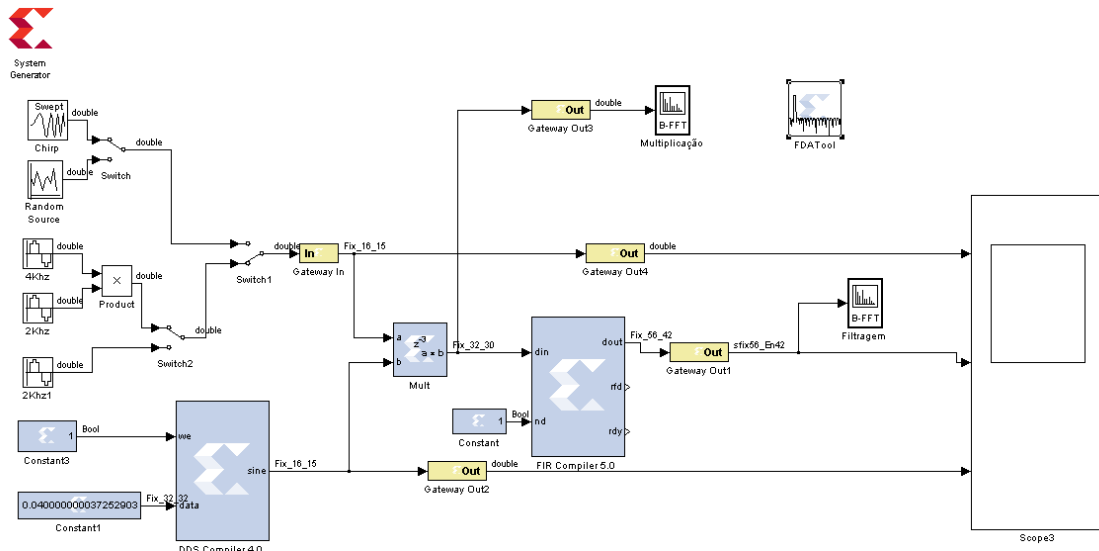 System
Generator
Swept
double
Chirp
double
double
Random
Source
Switch
double
4Khz
double
2Khz
×
double
Product
double
2Khz1
double
Switch2
Switch1
double
In
Gateway In
Fix_16_15
Out
double
Gateway Out3
B-FFT
Multiplicação
FDATool
Out
double
Gateway Out4
a
b
z-3
a * b
Mult
Fix_32_30
din
dout
rfd
nd
rdy
FIR Compiler 5.0
1
Bool
Constant
Fix_56_42
Out
sfix56_En42
Gateway Out1
B-FFT
Filtragem
1
Bool
Constant3
0.040000000037252903
Fix_32_32
Constant1
we
data
sine
DDS Compiler 4.0
Fix_16_15
Out
double
Gateway Out2
Scope3